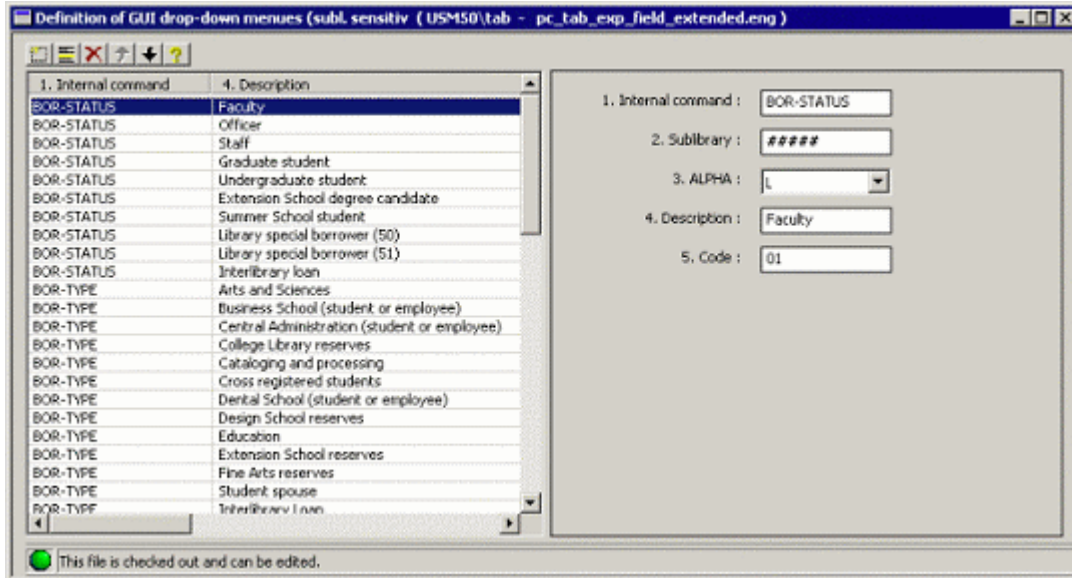 Definition of GUI drop-down menues (subl. sensitiv ( USM50\tab - pc_tab_exp_field_extended.eng )
1. Internal command 4. Description
BOR-STATUS Faculty
BOR-STATUS Officer
BOR-STATUS Staff
BOR-STATUS Graduate student
BOR-STATUS Undergraduate student
BOR-STATUS Extension School degree candidate
BOR-STATUS Summer School student
BOR-STATUS Library special borrower (50)
BOR-STATUS Library special borrower (51)
BOR-STATUS Interlibrary loan
BOR-TYPE Arts and Sciences
BOR-TYPE Business School (student or employee)
BOR-TYPE Central Administration (student or employee)
BOR-TYPE College Library reserves
BOR-TYPE Cataloging and processing
BOR-TYPE Cross registered students
BOR-TYPE Dental School (student or employee)
BOR-TYPE Design School reserves
BOR-TYPE Education
BOR-TYPE Extension School reserves
BOR-TYPE Fine Arts reserves
BOR-TYPE Student spouse
BOR-TYPE Interlibrary Loan
1. Internal command : BOR-STATUS
2. Sublibrary : #####
3. ALPHA : L
4. Description : Faculty
5. Code : 01
This file is checked out and can be edited.